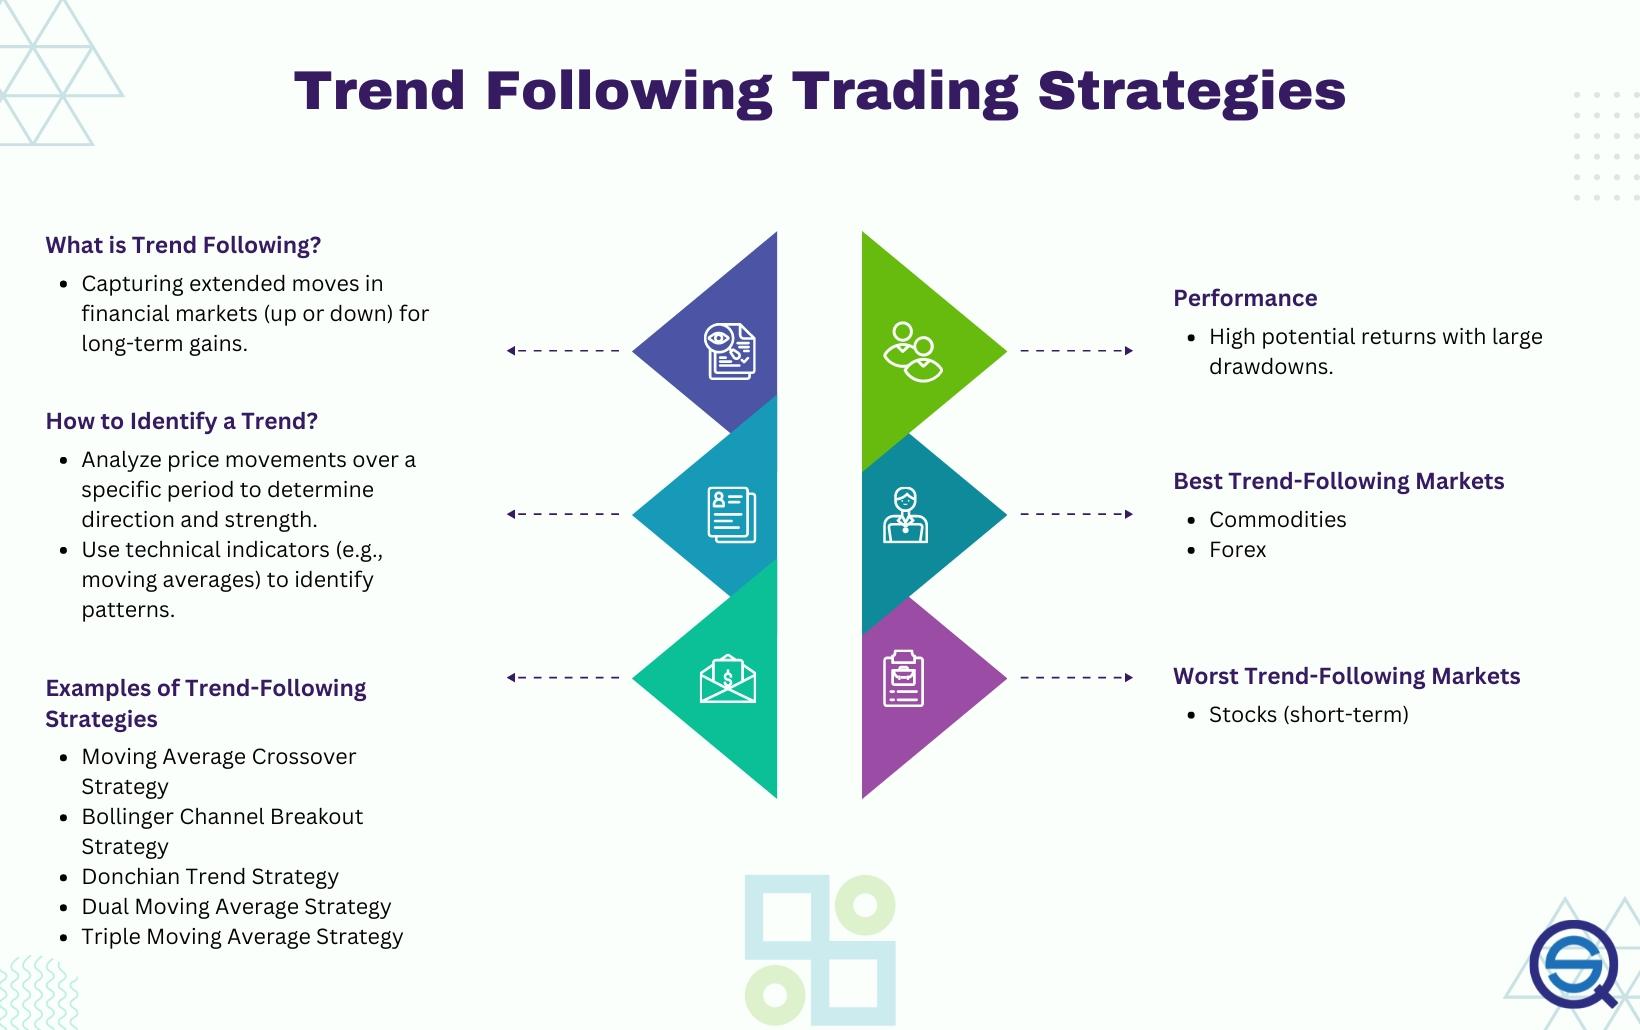 Trend Following Trading Strategies
What is Trend Following?
• Capturing extended moves in
financial markets (up or down) for
long-term gains.
How to Identify a Trend?
• Analyze price movements over a
specific period to determine
direction and strength.
• Use technical indicators (e.g.,
moving averages) to identify
patterns.
Examples of Trend-Following
Strategies
• Moving Average Crossover
Strategy
• Bollinger Channel Breakout
Strategy
• Donchian Trend Strategy
• Dual Moving Average Strategy
• Triple Moving Average Strategy
$
Performance
• High potential returns with large
drawdowns.
Best Trend-Following Markets
• Commodities
• Forex
Worst Trend-Following Markets
• Stocks (short-term)